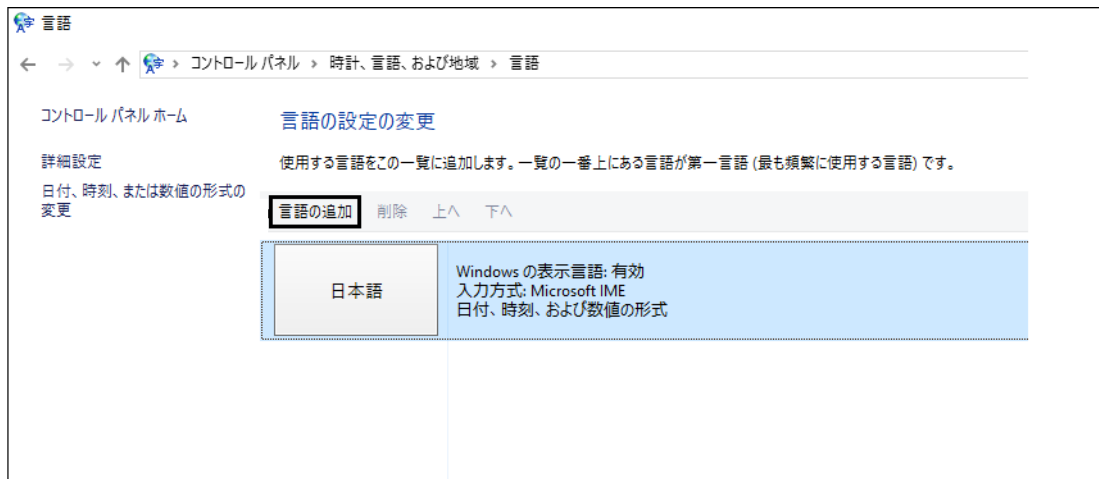 言語
コントロール パネル › 時計、言語、および地域 › 言語
コントロール パネル ホーム
詳細設定
日付、時刻、または数値の形式の
変更
言語の設定の変更
使用する言語をこの一覧に追加します。一覧の一番上にある言語が第一言語 (最も頻繁に使用する言語) です。
言語の追加 削除 上へ 下へ
日本語
Windows の表示言語: 有効
入力方式: Microsoft IME
日付、時刻、および数値の形式